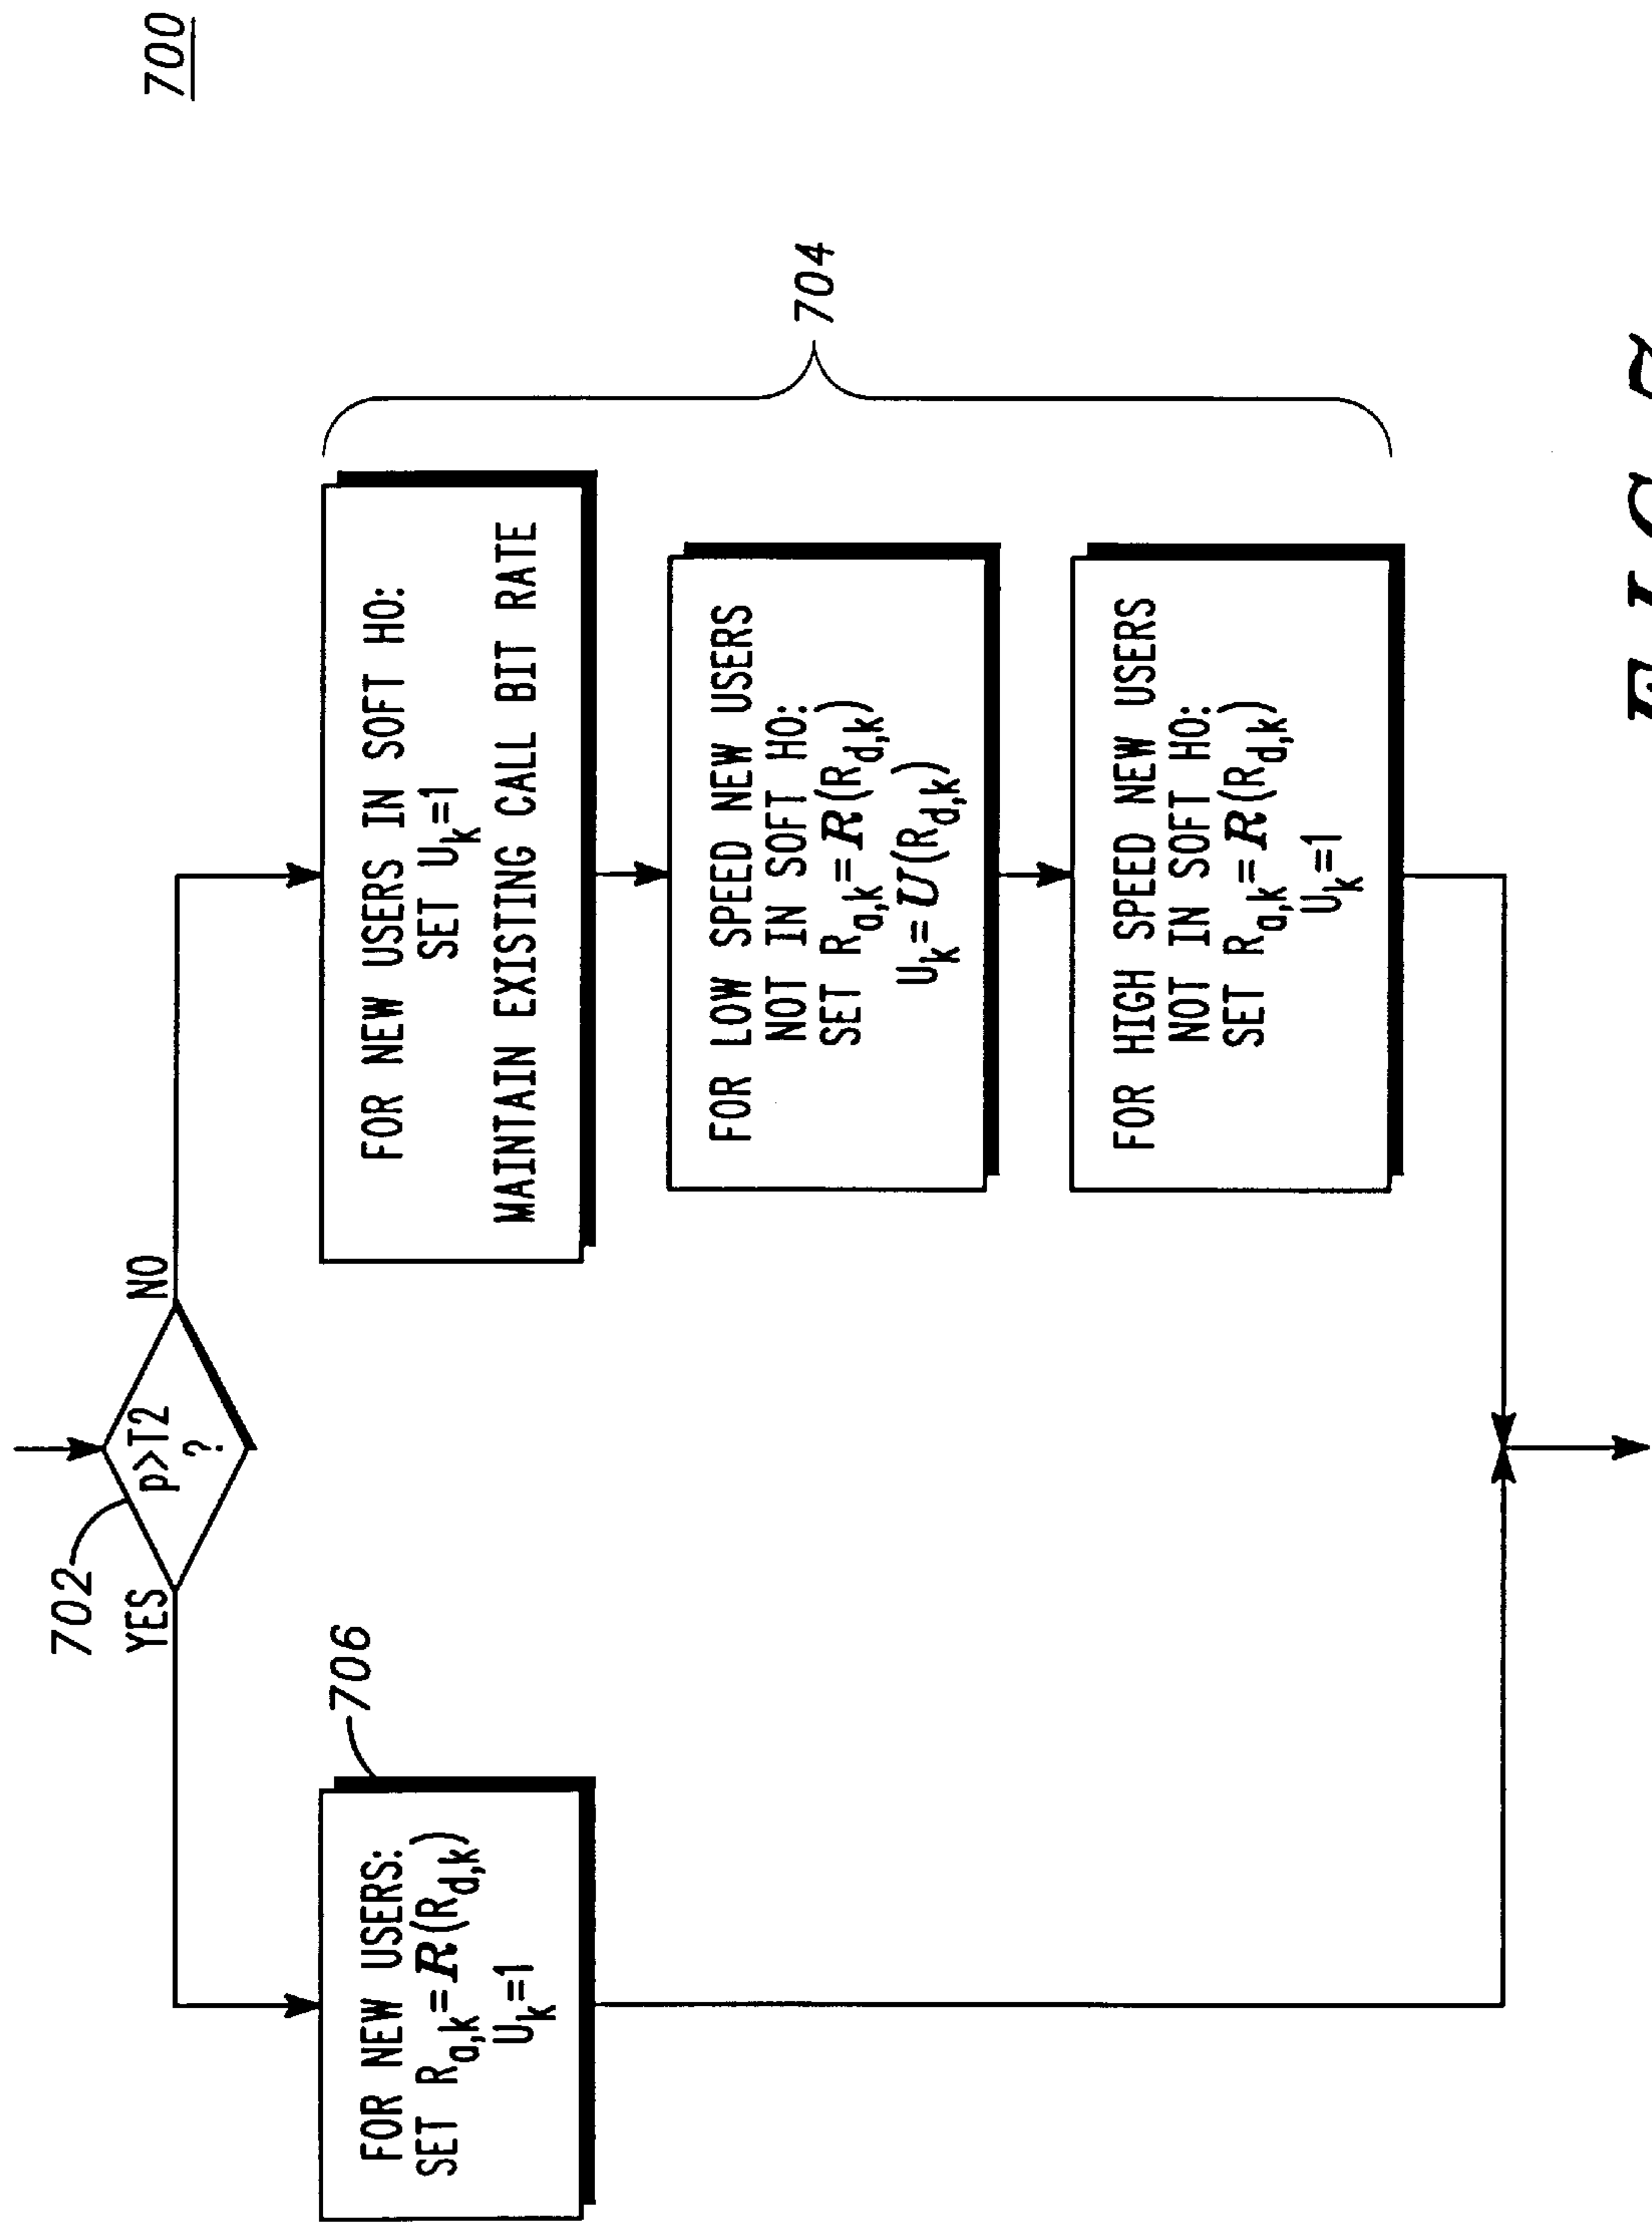 700
702
p>T2
?
YES
NO
706
FOR NEW USERS:
SET R_a,k=R(R_d,k)
U_k=1
FOR NEW USERS IN SOFT HO:
SET U_k=1
MAINTAIN EXISTING CALL BIT RATE
FOR LOW SPEED NEW USERS
NOT IN SOFT HO:
SET R_a,k=R(R_d,k)
U_k=U(R_d,k)
FOR HIGH SPEED NEW USERS
NOT IN SOFT HO:
SET R_a,k=R(R_d,k)
U_k=1
704
FIG. 7